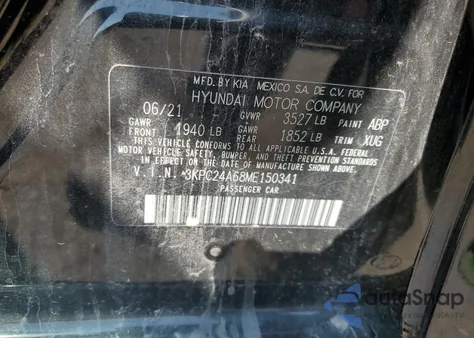 MFD. BY KIA MEXICO S.A. DE C.V. FOR
HYUNDAI MOTOR COMPANY
06/21 GVWR 3527 LB PAINT ABP
GAWR FRONT 1940 LB GAWR REAR 1852 LB TRIM XUG
THIS VEHICLE CONFORMS TO ALL APPLICABLE U.S.A. FEDERAL
MOTOR VEHICLE SAFETY, BUMPER, AND THEFT PREVENTION STANDARDS
IN EFFECT ON THE DATE OF MANUFACTURE SHOWN ABOVE.
V.I.N. 3KPC24A68ME150341
PASSENGER CAR
autoSnap